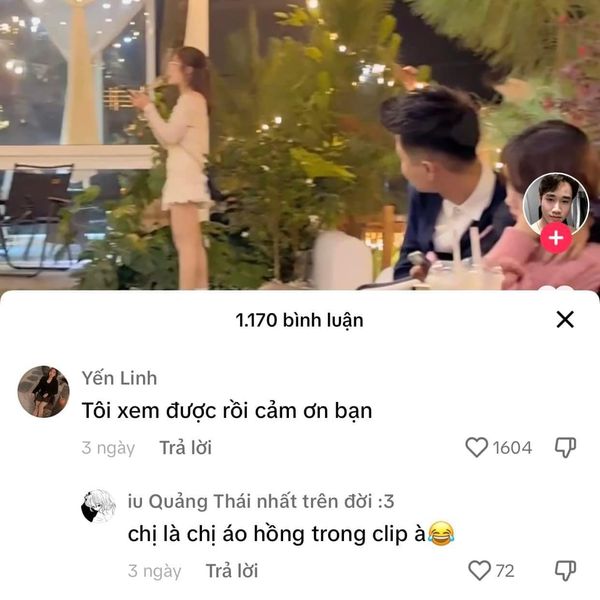 1.170 bình luận
Yến Linh
Tôi xem được rồi cảm ơn bạn
3 ngày Trả lời 1604
iu Quảng Thái nhất trên đời :3
chị là chị áo hồng trong clip à😂
3 ngày Trả lời 72